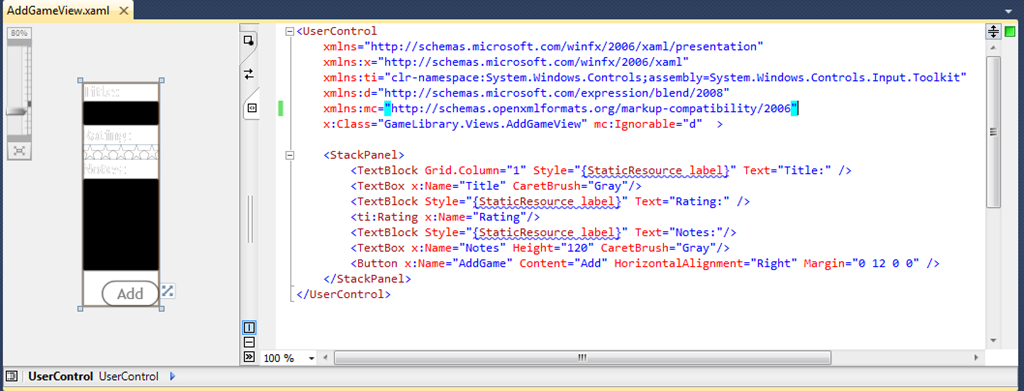 AddGameView.xaml
80%
Title:
Rating:
Notes:
Add
<UserControl
xmlns="http://schemas.microsoft.com/winfx/2006/xaml/presentation"
xmlns:x="http://schemas.microsoft.com/winfx/2006/xaml"
xmlns:ti="clr-namespace:System.Windows.Controls;assembly=System.Windows.Controls.Input.Toolkit"
xmlns:d="http://schemas.microsoft.com/expression/blend/2008"
xmlns:mc="http://schemas.openxmlformats.org/markup-compatibility/2006"
x:Class="GameLibrary.Views.AddGameView" mc:Ignorable="d"  >
<StackPanel>
<TextBlock Grid.Column="1" Style="{StaticResource label}" Text="Title:" />
<TextBox x:Name="Title" CaretBrush="Gray"/>
<TextBlock Style="{StaticResource label}" Text="Rating:" />
<ti:Rating x:Name="Rating"/>
<TextBlock Style="{StaticResource label}" Text="Notes:"/>
<TextBox x:Name="Notes" Height="120" CaretBrush="Gray"/>
<Button x:Name="AddGame" Content="Add" HorizontalAlignment="Right" Margin="0 12 0 0" />
</StackPanel>
</UserControl>
100 %
UserControl UserControl